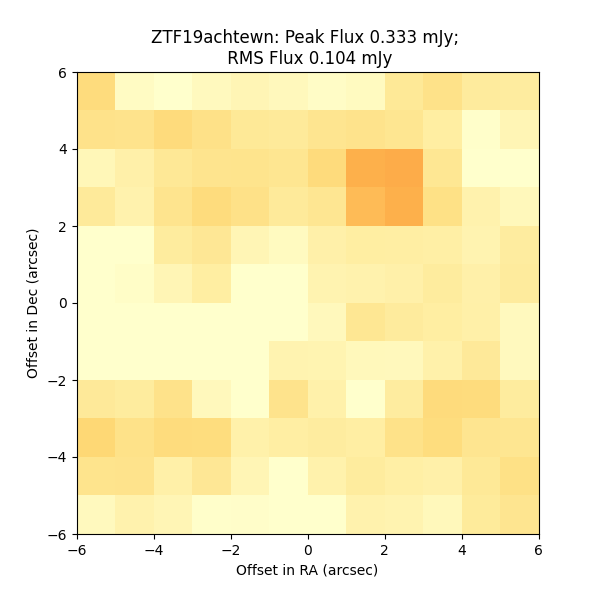 ZTF19achtewn: Peak Flux 0.333 mJy;
RMS Flux 0.104 mJy
6
4
2
0
−2
−4
−6
Offset in Dec (arcsec)
−6 −4 −2 0 2 4 6
Offset in RA (arcsec)